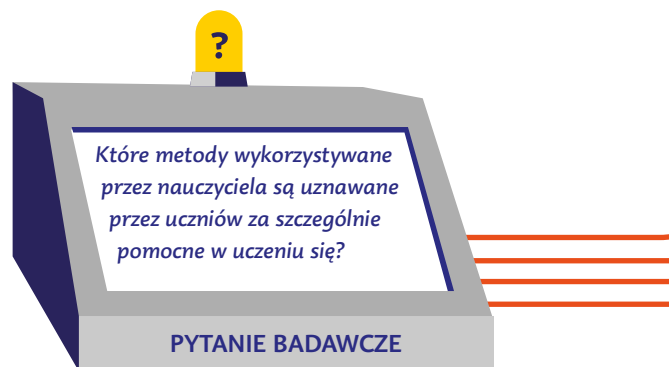 ?
Które metody wykorzystywane
przez nauczyciela są uznawane
przez uczniów za szczególnie
pomocne w uczeniu się?
PYTANIE BADAWCZE